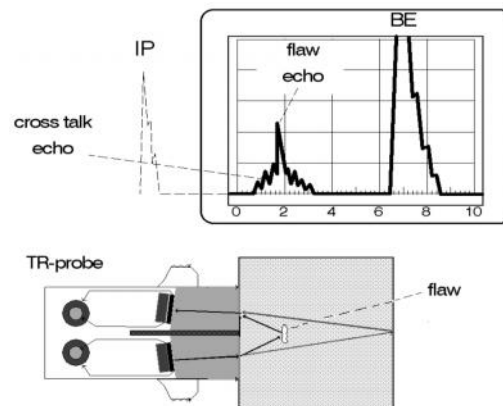 BE
IP
flaw
echo
cross talk
echo
0 2 4 6 8 10
TR-probe
flaw